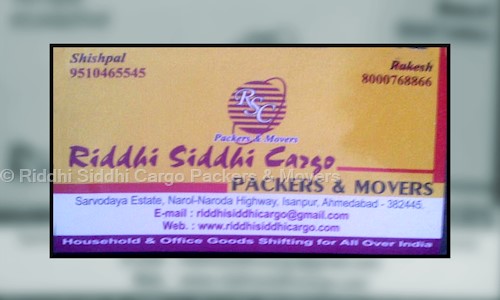 Shishpal
9510465545
Rakesh
8000768866
RSC
Packers & Movers
Riddhi Siddhi Cargo
PACKERS & MOVERS
© Riddhi Siddhi Cargo Packers & Movers
Sarvodaya Estate, Narol-Naroda Highway, Isanpur, Ahmedabad - 382445.
E-mail : riddhisiddhicargo@gmail.com
Web. : www.riddhisiddhicargo.com
Household & Office Goods Shifting for All Over India